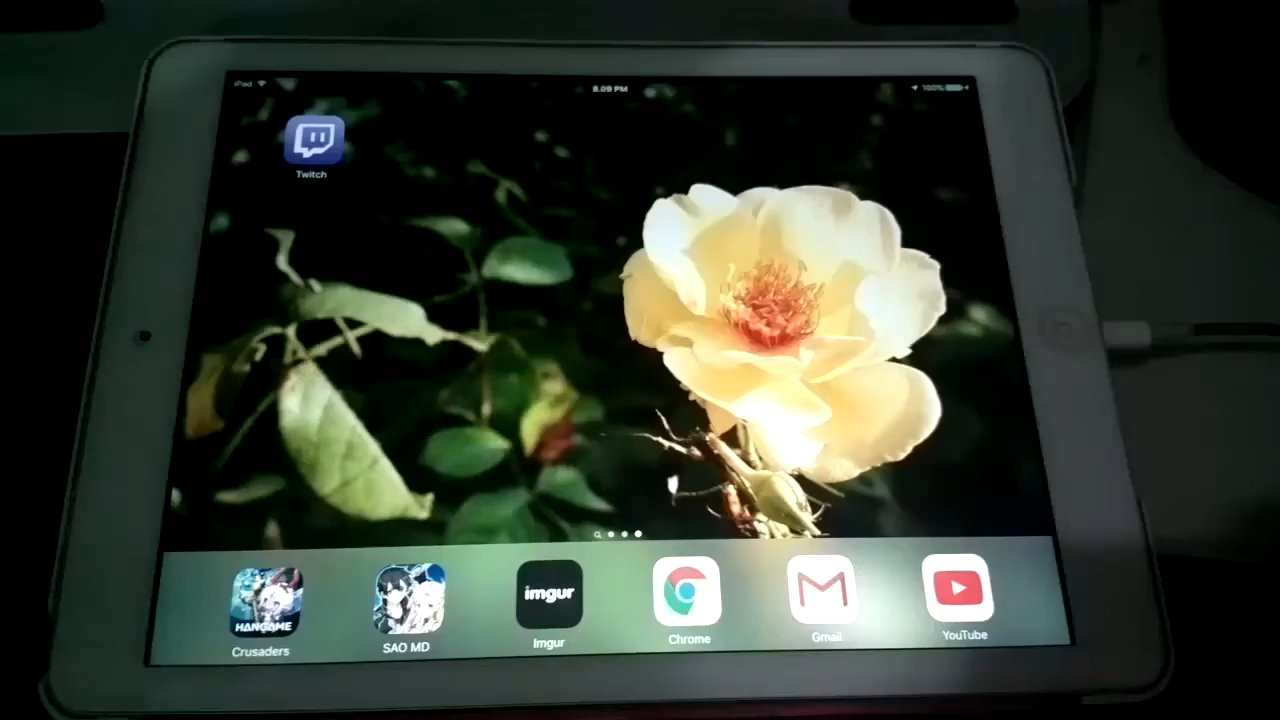 iPad
8:09 PM
100%
Twitch
HANGAME
imgur
Crusaders
SAO MD
Imgur
Chrome
Gmail
YouTube